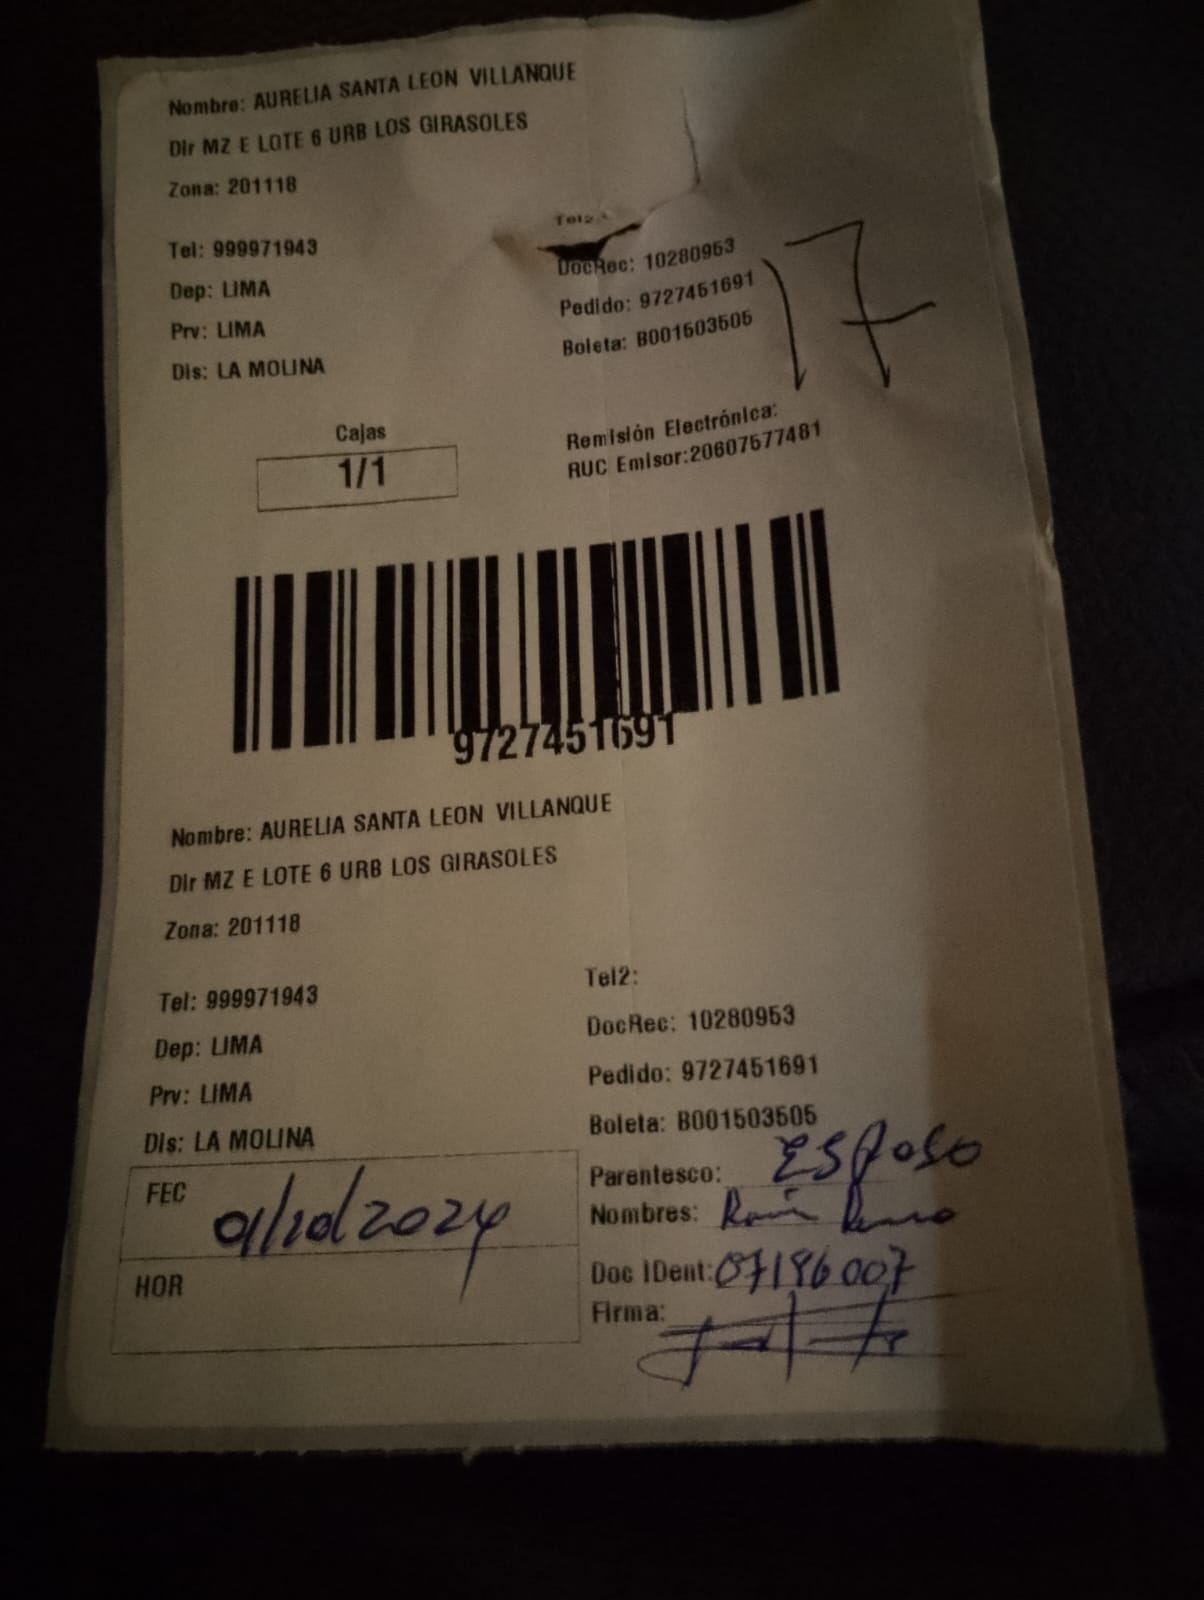 Nombre: AURELIA SANTA LEON VILLANQUE
Dir MZ E LOTE 6 URB LOS GIRASOLES
Zona: 201118
Tel2:
Tel: 999971943
DocRec: 10280953
Dep: LIMA
Pedido: 9727451691
Prv: LIMA
Boleta: B001503505
Dis: LA MOLINA
17
Cajas
1/1
Remisión Electrónica:
RUC Emisor:20607577481
9727451691
Nombre: AURELIA SANTA LEON VILLANQUE
Dir MZ E LOTE 6 URB LOS GIRASOLES
Zona: 201118
Tel2:
Tel: 999971943
DocRec: 10280953
Dep: LIMA
Pedido: 9727451691
Prv: LIMA
Boleta: B001503505
Dis: LA MOLINA
Parentesco: ESPOSO
FEC 01/10/2024
Nombres: Raúl
Doc IDent: 07196007
HOR
Firma: